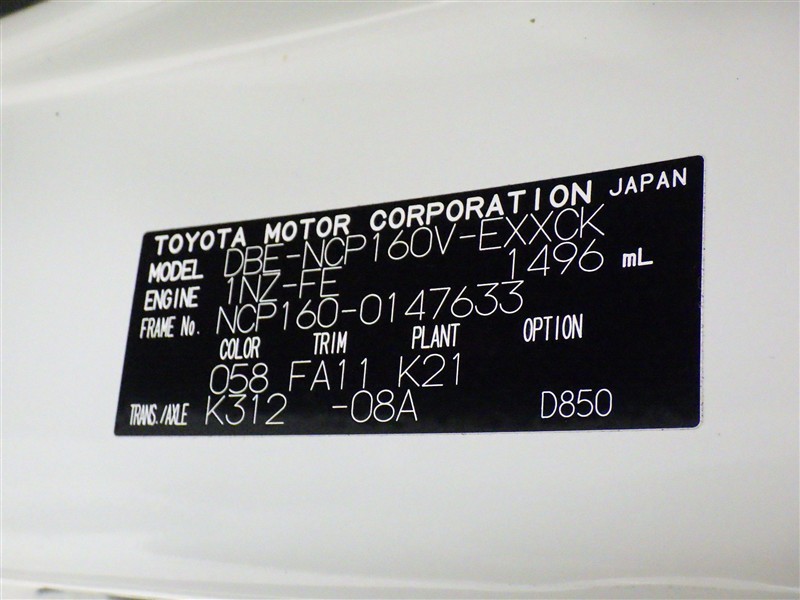 TOYOTA MOTOR CORPORATION JAPAN
MODEL DBE-NCP160V-EXXCK
ENGINE 1NZ-FE 1496 mL
FRAME No. NCP160-0147633
COLOR TRIM PLANT OPTION
058 FA11 K21
TRANS./AXLE K312 -08A D850